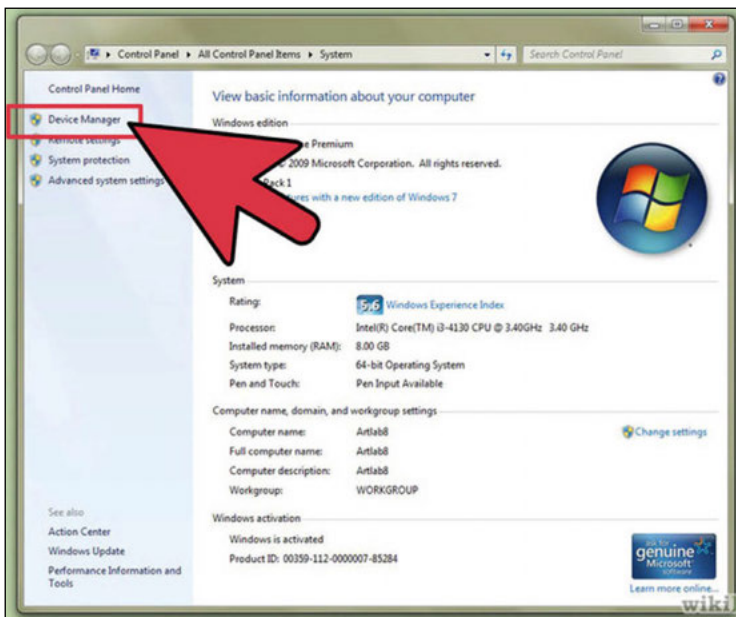 Control Panel ▸ All Control Panel Items ▸ System
Search Control Panel
Control Panel Home
Device Manager
Remote settings
System protection
Advanced system settings
See also
Action Center
Windows Update
Performance Information and
Tools
View basic information about your computer
Windows edition
Premium
2009 Microsoft Corporation. All rights reserved.
Pack 1
with a new edition of Windows 7
System
Rating:
5,6 Windows Experience Index
Processor: Intel(R) Core(TM) i3-4130 CPU @ 3.40GHz 3.40 GHz
Installed memory (RAM): 8.00 GB
System type: 64-bit Operating System
Pen and Touch: Pen Input Available
Computer name, domain, and workgroup settings
Computer name: Artlab8
Change settings
Full computer name: Artlab8
Computer description: Artlab8
Workgroup: WORKGROUP
Windows activation
Windows is activated
Product ID: 00359-112-0000007-85284
ask for
genuine
Microsoft
software
Learn more online...
wiki